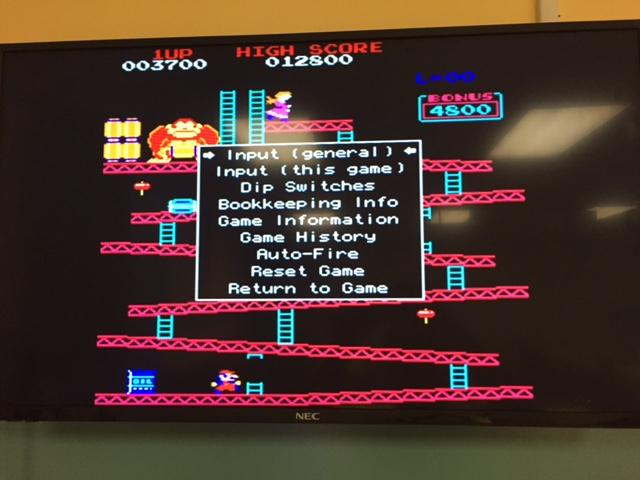 1UP HIGH SCORE
003700 012800
L=00
BONUS
4800
Input (general)
Input (this game)
Dip Switches
Bookkeeping Info
Game Information
Game History
Auto-Fire
Reset Game
Return to Game
OIL
NEC